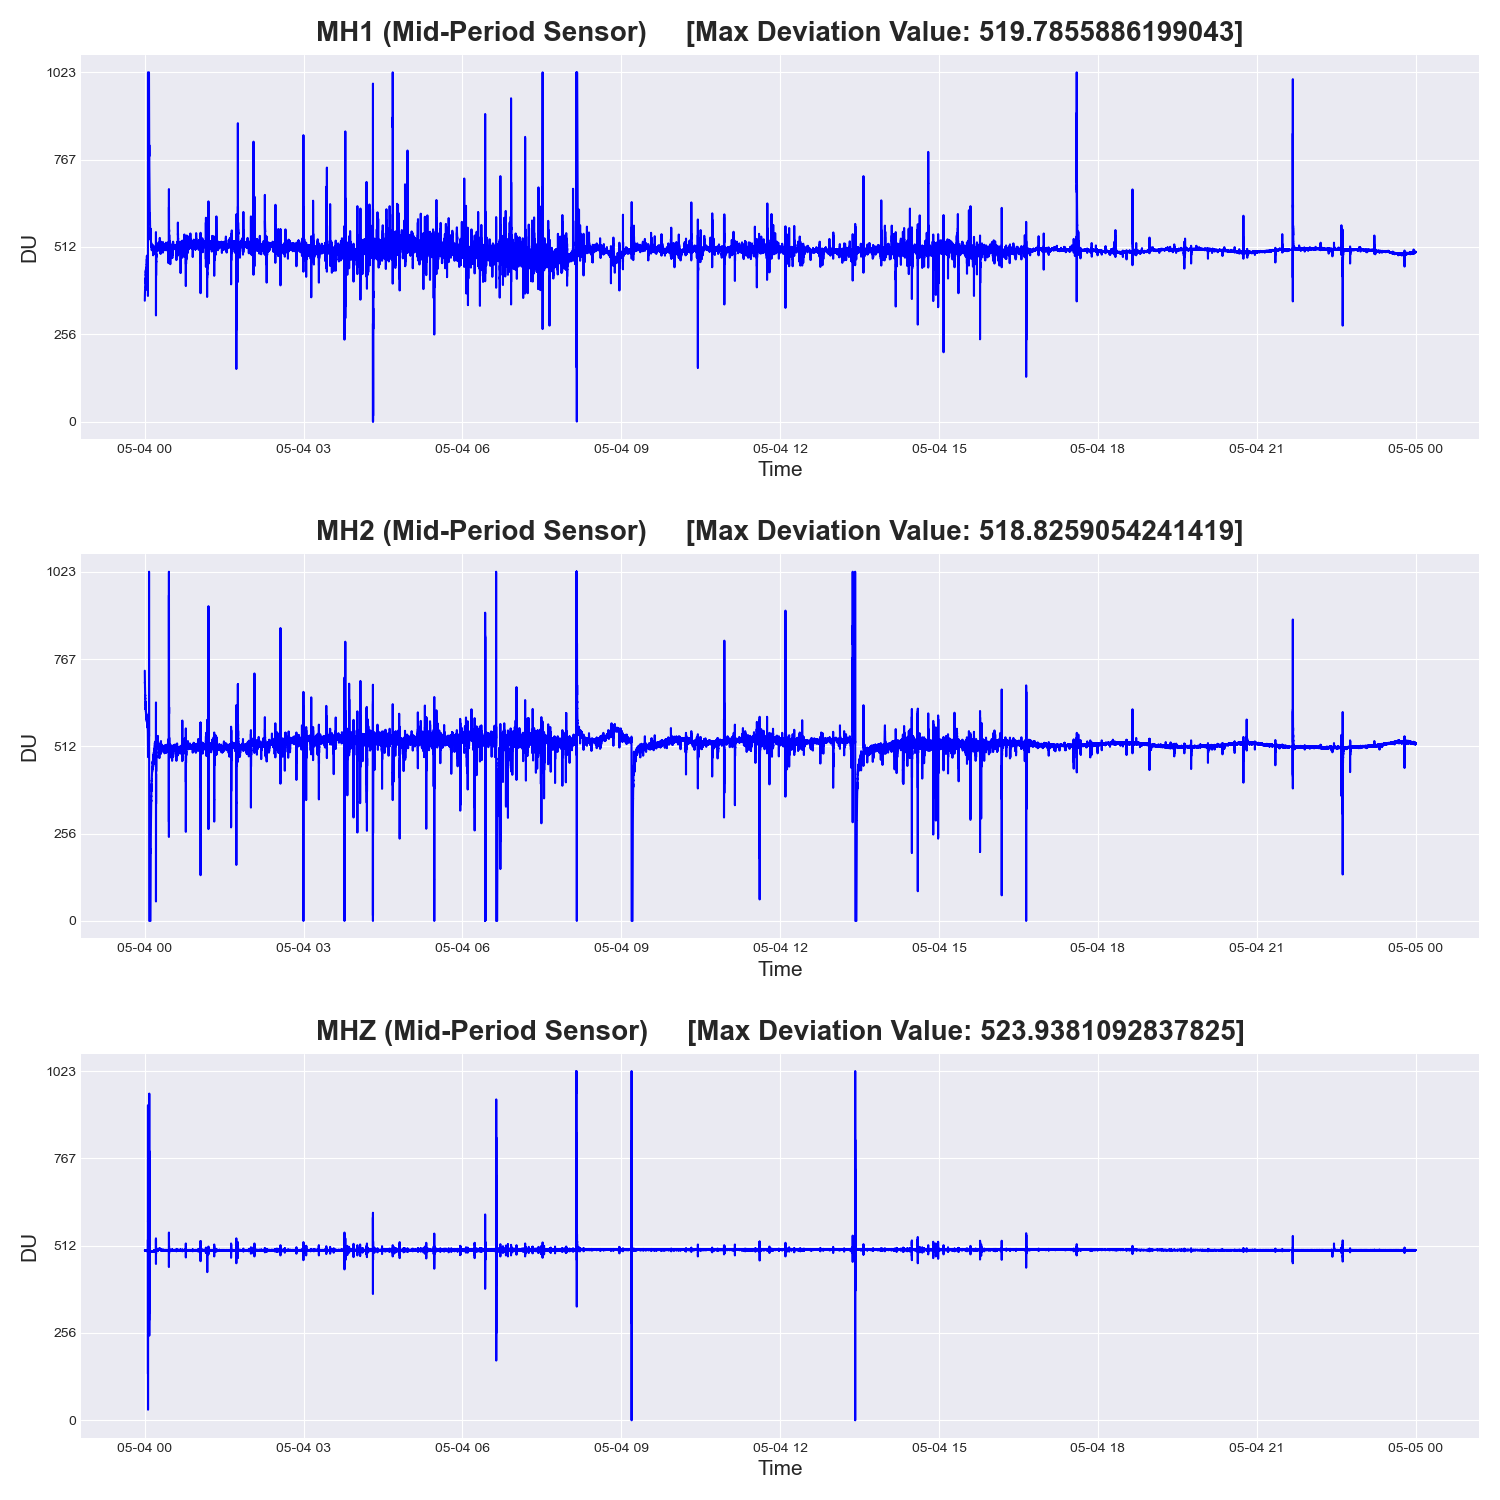 MH1 (Mid-Period Sensor) [Max Deviation Value: 519.7855886199043]
1023
767
512
256
0
DU
05-04 00 05-04 03 05-04 06 05-04 09 05-04 12 05-04 15 05-04 18 05-04 21 05-05 00
Time
MH2 (Mid-Period Sensor) [Max Deviation Value: 518.8259054241419]
1023
767
512
256
0
DU
05-04 00 05-04 03 05-04 06 05-04 09 05-04 12 05-04 15 05-04 18 05-04 21 05-05 00
Time
MHZ (Mid-Period Sensor) [Max Deviation Value: 523.9381092837825]
1023
767
512
256
0
DU
05-04 00 05-04 03 05-04 06 05-04 09 05-04 12 05-04 15 05-04 18 05-04 21 05-05 00
Time